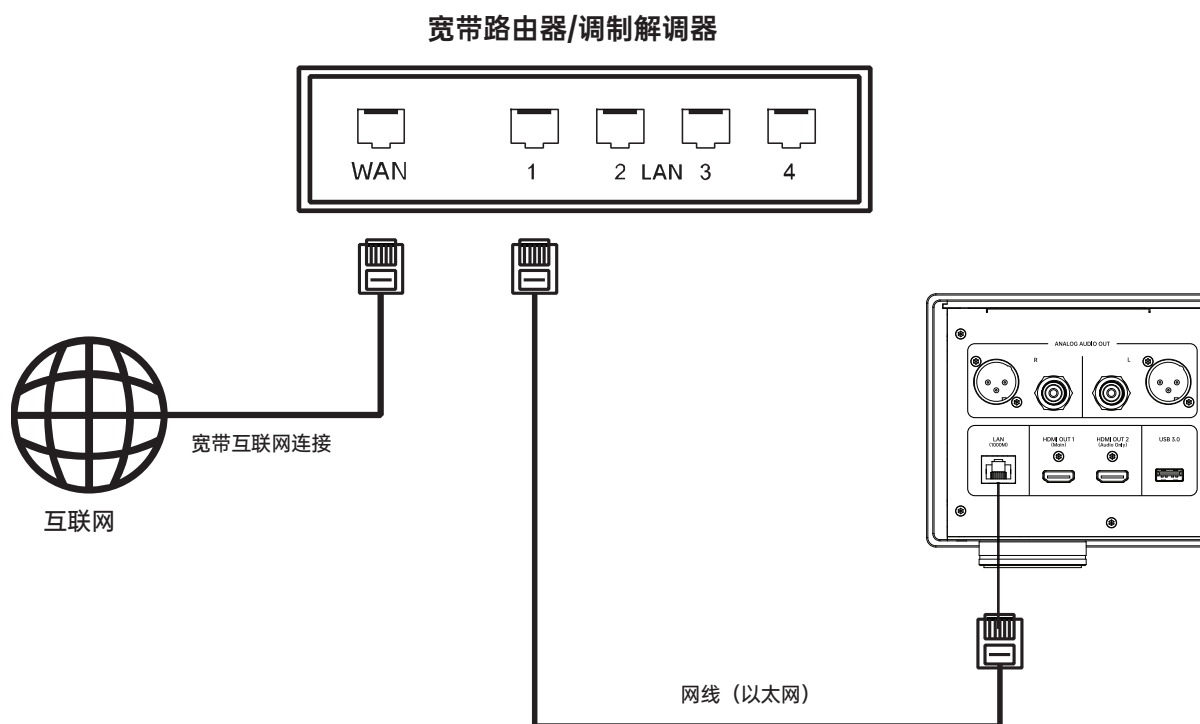 宽带路由器/调制解调器
WAN
1
2
LAN
3
4
ANALOG AUDIO OUT
R
L
宽带互联网连接
LAN
(1000M)
HDMI OUT 1
(Main)
HDMI OUT 2
(Audio Only)
USB 3.0
互联网
网线（以太网）